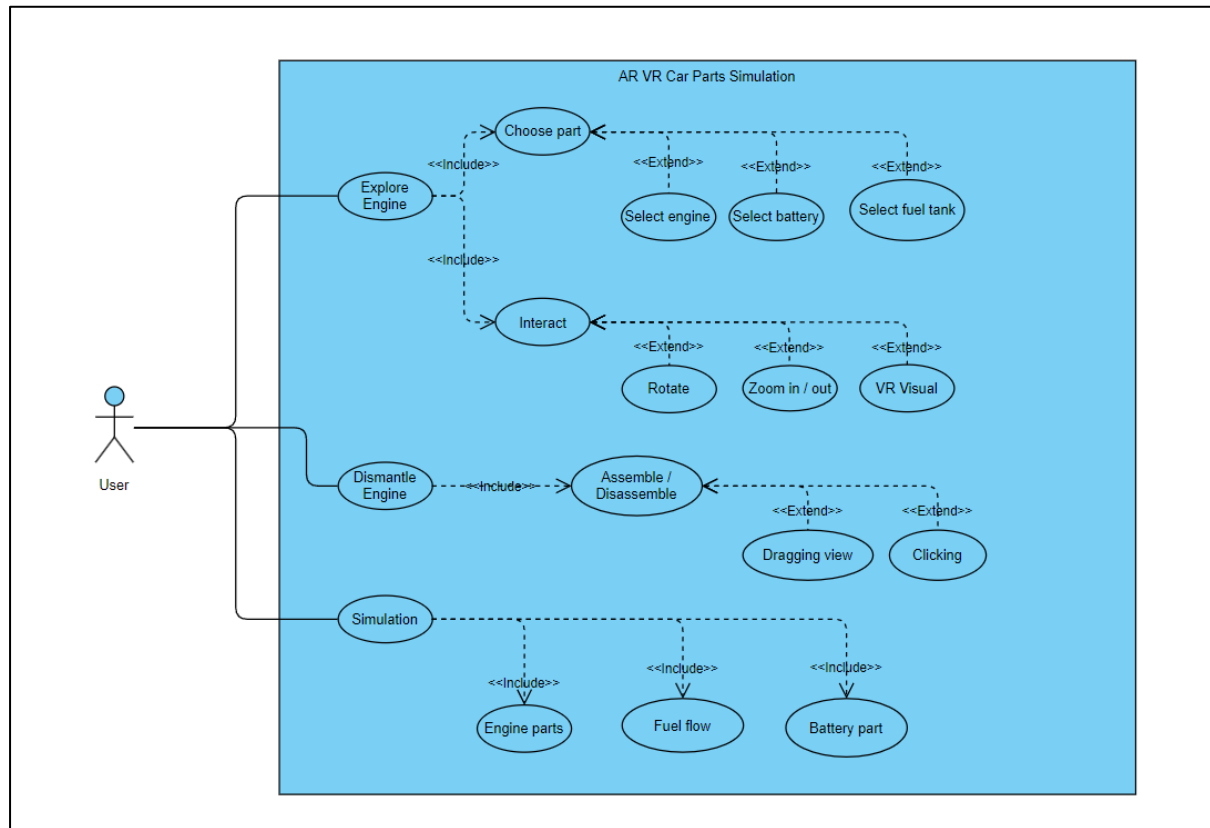 AR VR Car Parts Simulation
Choose part
<<Include>>
<<Extend>>
<<Extend>>
<<Extend>>
Explore
Engine
Select engine
Select battery
Select fuel tank
<<Include>>
Interact
<<Extend>>
<<Extend>>
<<Extend>>
Rotate
Zoom in / out
VR Visual
User
Dismantle
Engine
<<Include>>
Assemble /
Disassemble
<<Extend>>
<<Extend>>
Dragging view
Clicking
Simulation
<<Include>>
<<Include>>
<<Include>>
Engine parts
Fuel flow
Battery part